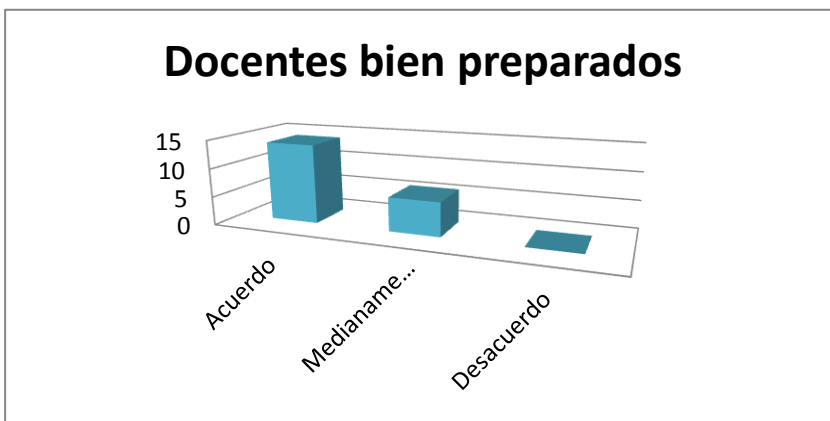 Docentes bien preparados
15
10
5
0
Acuerdo
Medianame...
Desacuerdo